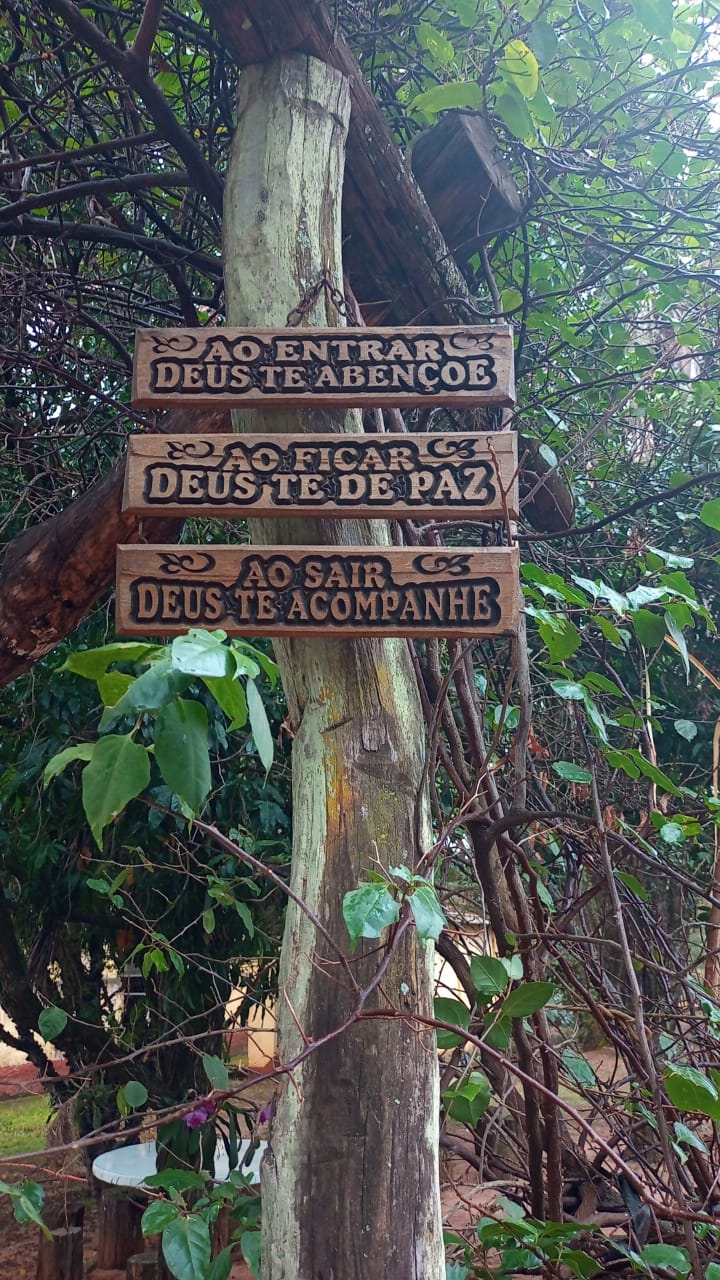 AO ENTRAR
DEUS TE ABENÇOE
AO FICAR
DEUS TE DE PAZ
AO SAIR
DEUS TE ACOMPANHE